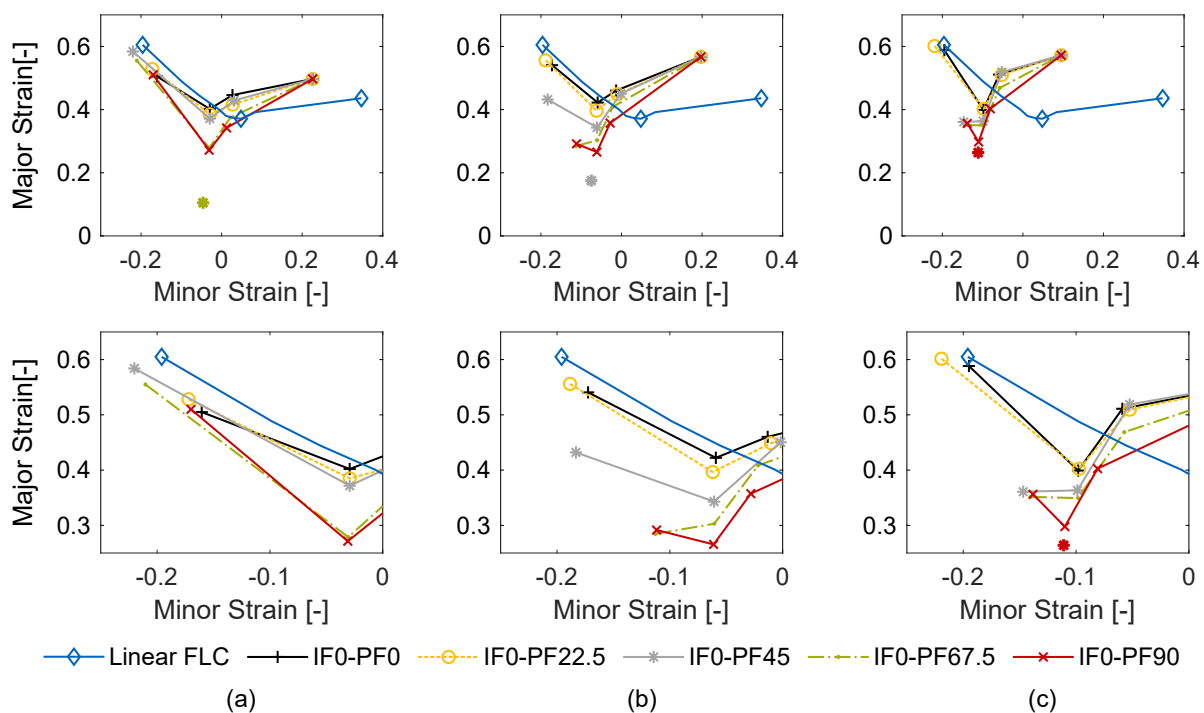 0.6
0.4
0.2
0
-0.2 0 0.2 0.4
Major Strain[-]
Minor Strain [-]
0.6
0.4
0.2
0
-0.2 0 0.2 0.4
Minor Strain [-]
0.6
0.4
0.2
0
-0.2 0 0.2 0.4
Minor Strain [-]
0.6
0.5
0.4
0.3
-0.2 -0.1 0
Major Strain[-]
Minor Strain [-]
0.6
0.5
0.4
0.3
-0.2 -0.1 0
Minor Strain [-]
0.6
0.5
0.4
0.3
-0.2 -0.1 0
Minor Strain [-]
Linear FLC IF0-PF0 IF0-PF22.5 IF0-PF45 IF0-PF67.5 IF0-PF90
(a) (b) (c)